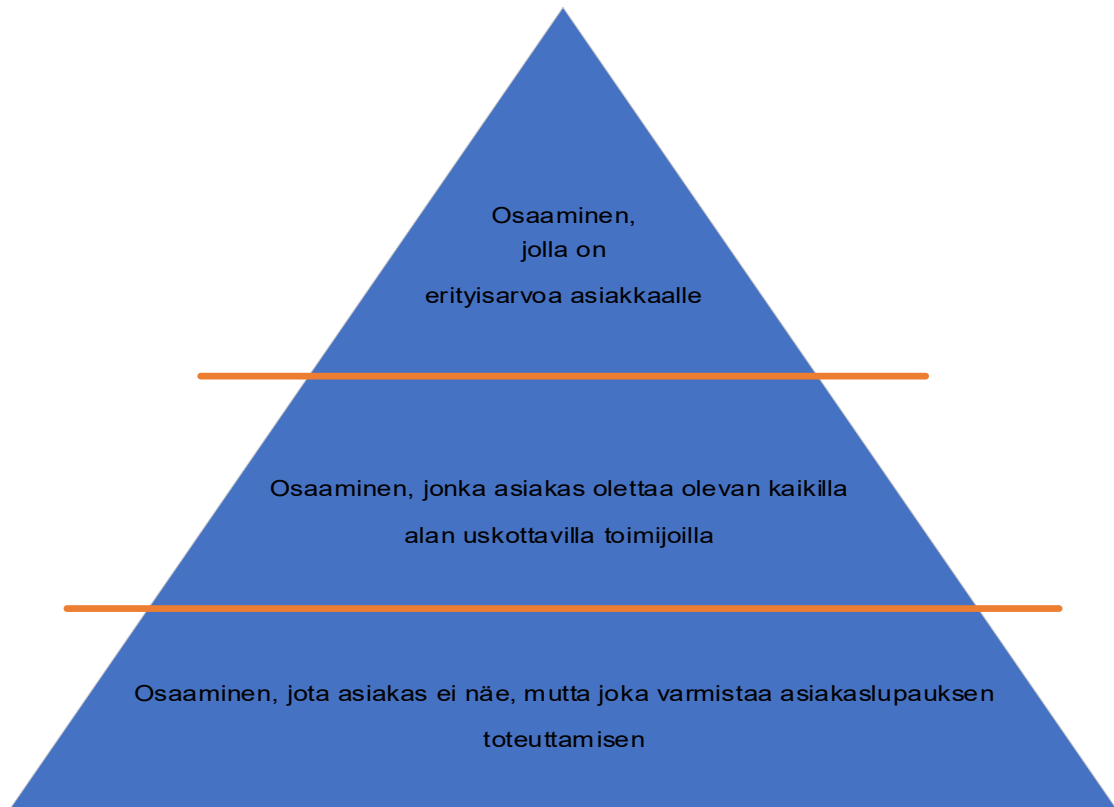 Osaaminen,
jolla on
erityisarvoa asiakkaalle
Osaaminen, jonka asiakas olettaa olevan kaikilla
alan uskottavilla toimijoilla
Osaaminen, jota asiakas ei näe, mutta joka varmistaa asiakaslupauksen
toteuttamisen